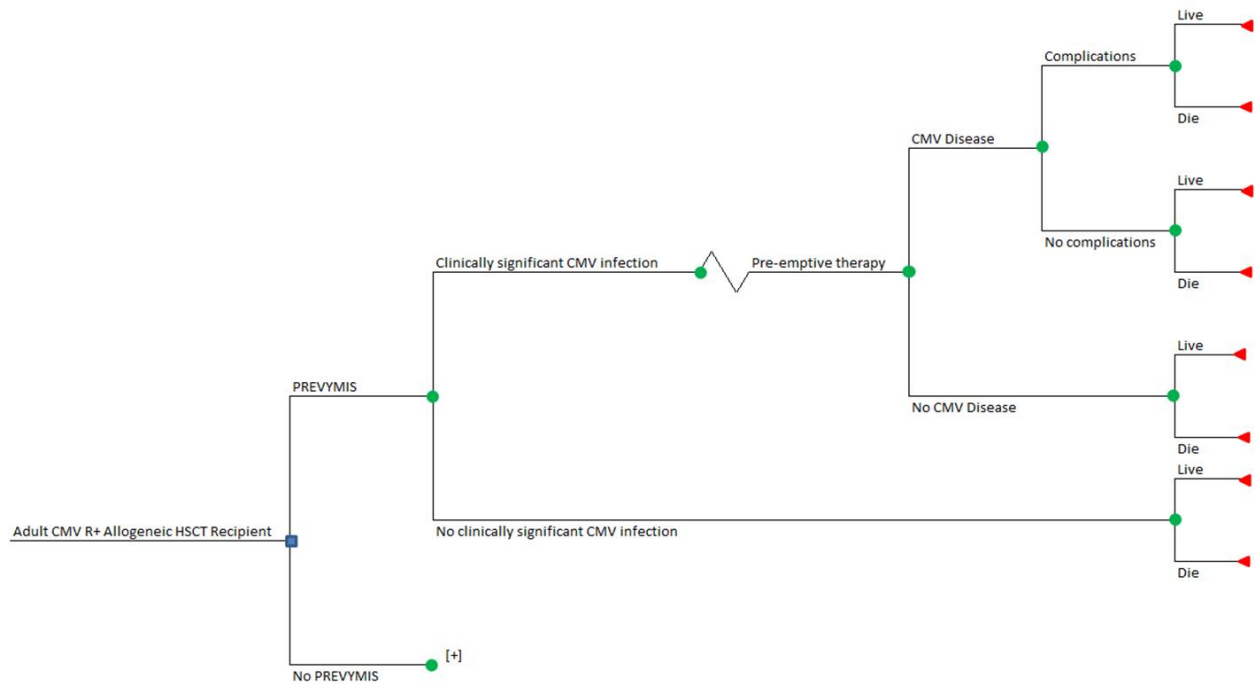 Live
Complications
Die
CMV Disease
Live
No complications
Die
Clinically significant CMV infection
Pre-emptive therapy
Live
PREVYMIS
No CMV Disease
Die
Live
Adult CMV R+ Allogeneic HSCT Recipient
No clinically significant CMV infection
Die
[+]
No PREVYMIS